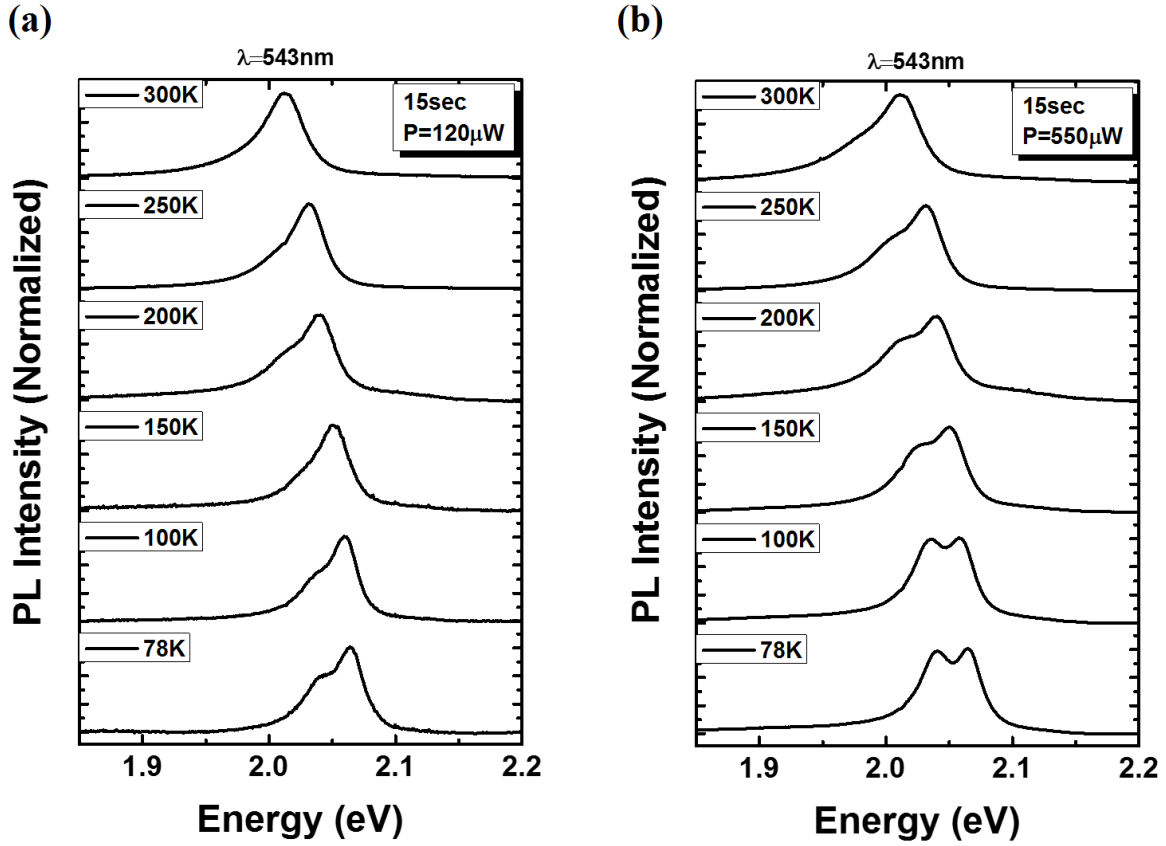 (a)
λ=543nm
300K
15sec
P=120μW
250K
200K
150K
100K
78K
PL Intensity (Normalized)
1.9 2.0 2.1 2.2
Energy (eV)
(b)
λ=543nm
300K
15sec
P=550μW
250K
200K
150K
100K
78K
PL Intensity (Normalized)
1.9 2.0 2.1 2.2
Energy (eV)